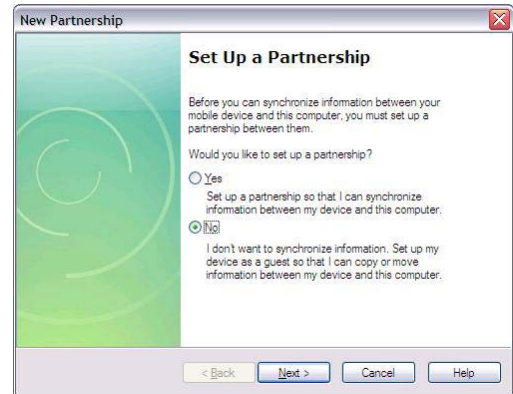 New Partnership
Set Up a Partnership
Before you can synchronize information between your
mobile device and this computer, you must set up a
partnership between them.
Would you like to set up a partnership?
Yes
Set up a partnership so that I can synchronize
information between my device and this computer.
No
I don't want to synchronize information. Set up my
device as a guest so that I can copy or move
information between my device and this computer.
< Back
Next >
Cancel
Help